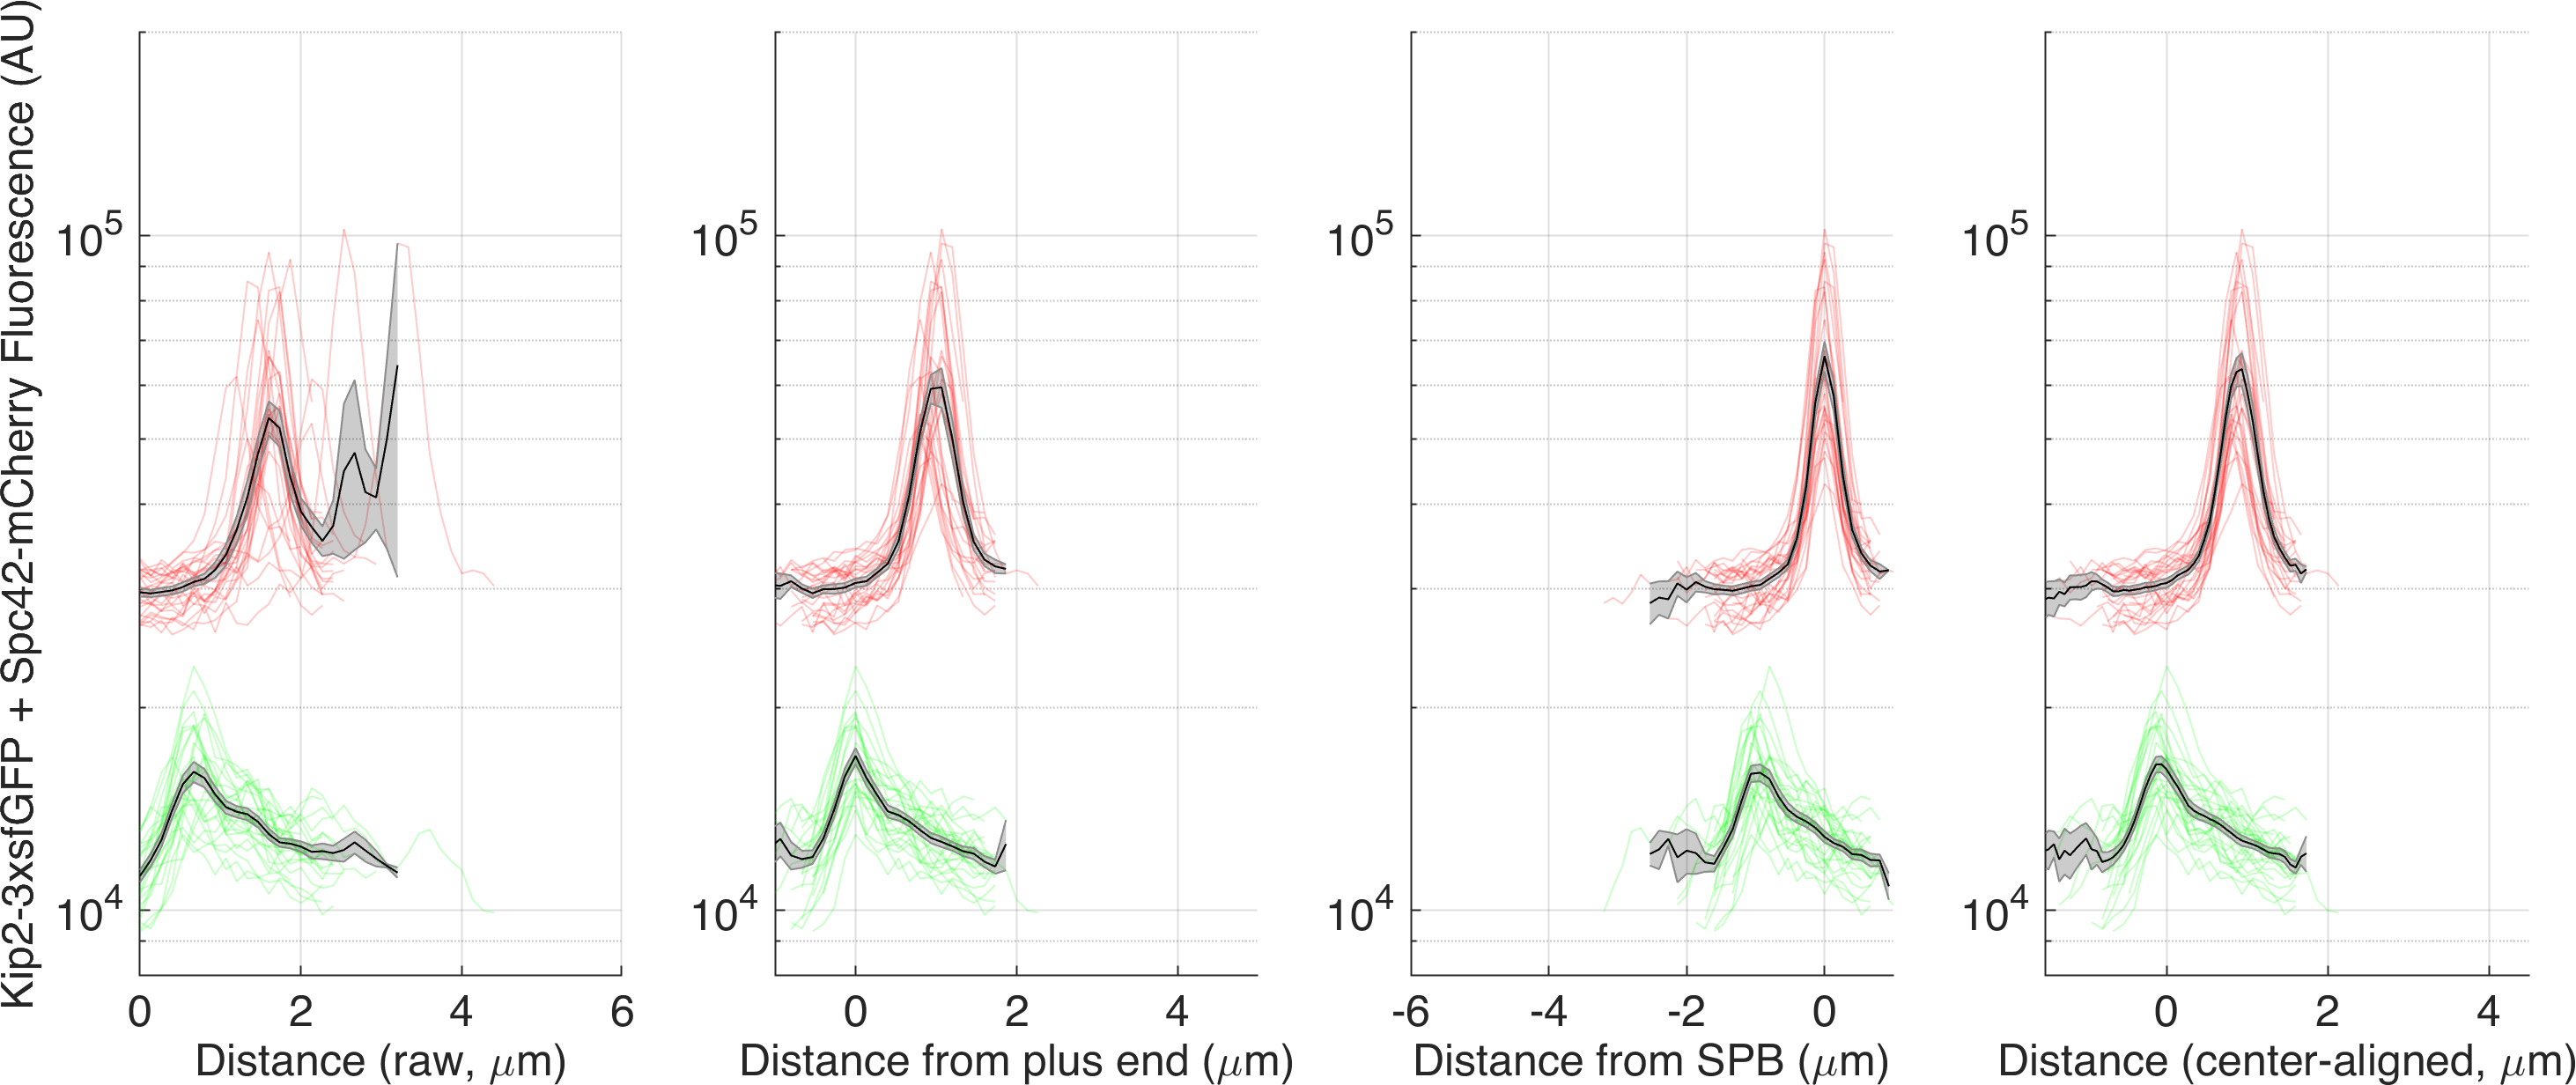 Kip2-3xsfGFP + Spc42-mCherry Fluorescence (AU)
10^5 10^5 10^5 10^5
10^4 10^4 10^4 10^4
0 2 4 6 0 2 4 -6 -4 -2 0 0 2 4
Distance (raw, μm) Distance from plus end (μm) Distance from SPB (μm) Distance (center-aligned, μm)